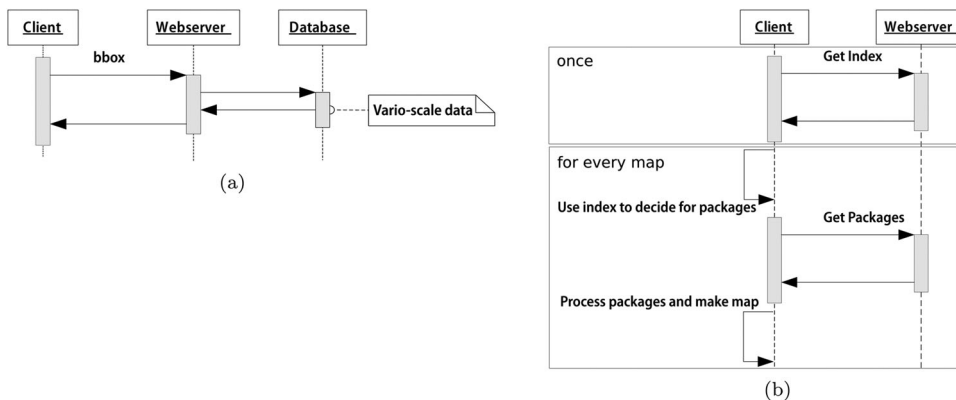 Client
Webserver
Database
bbox
Vario-scale data
(a)
Client
Webserver
once
Get Index
for every map
Use index to decide for packages
Get Packages
Process packages and make map
(b)